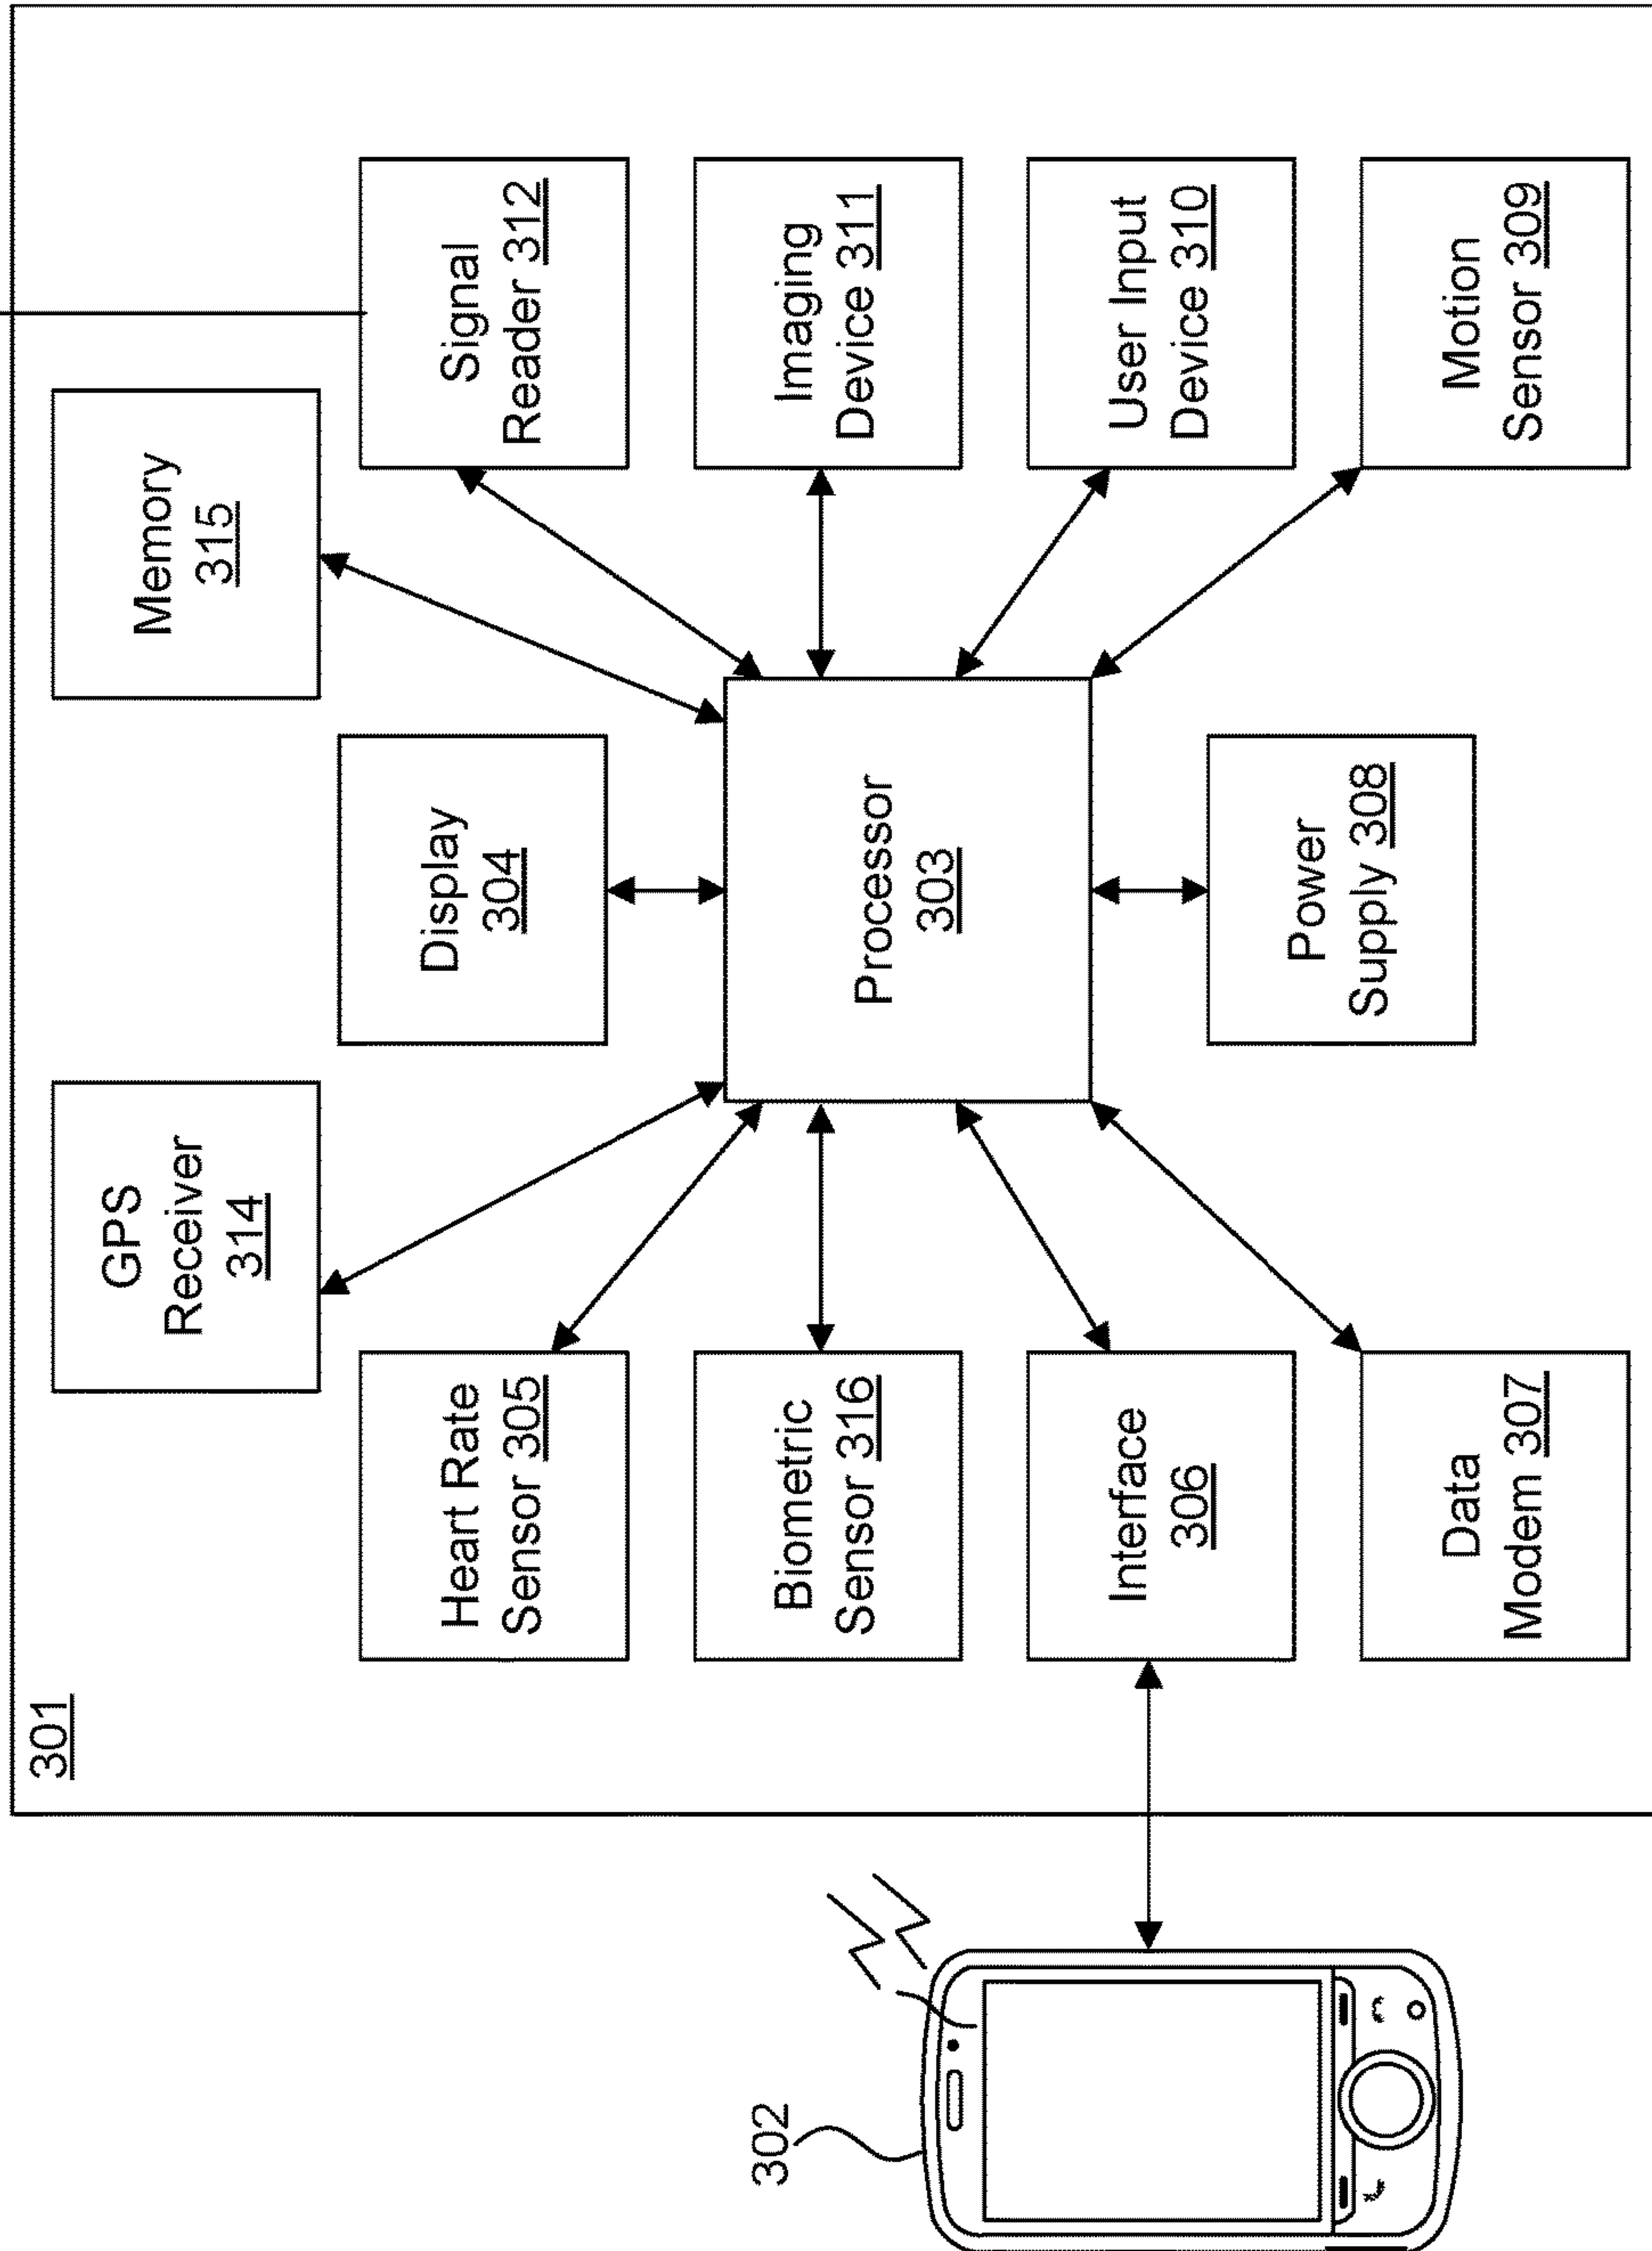 301
GPS
Receiver
314
Memory
315
Heart Rate
Sensor 305
Display
304
Signal
Reader 312
Biometric
Sensor 316
Processor
303
Imaging
Device 311
302
Interface
306
User Input
Device 310
Data
Modem 307
Power
Supply 308
Motion
Sensor 309